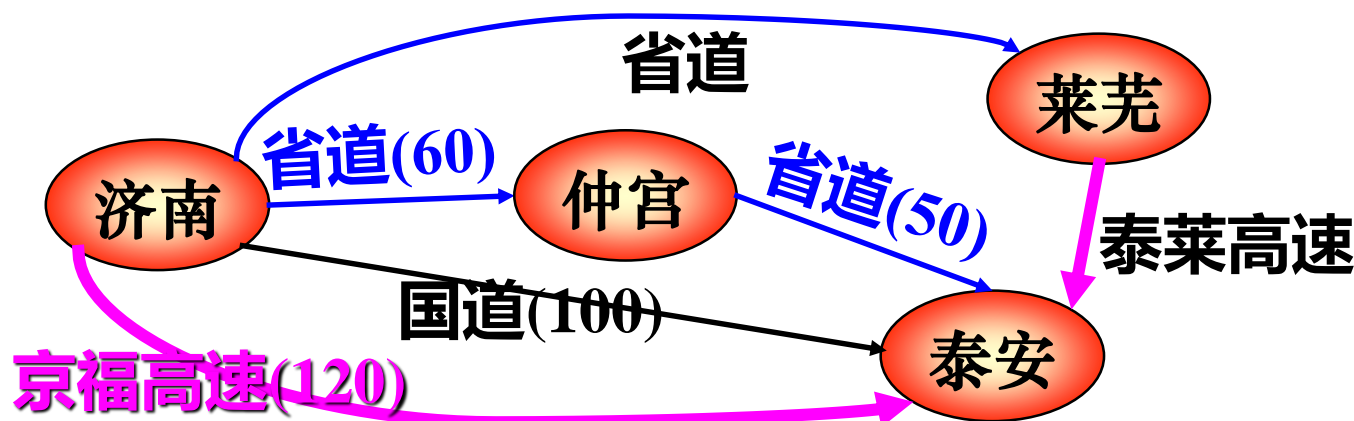 省道
莱芜
省道(60)
仲宫
省道(50)
济南
泰莱高速
国道(100)
泰安
京福高速(120)